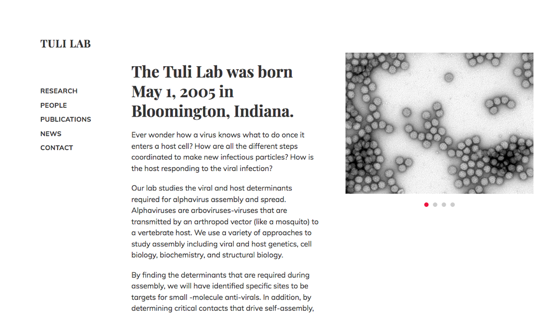 TULI LAB
RESEARCH
PEOPLE
PUBLICATIONS
NEWS
CONTACT
The Tuli Lab was born
May 1, 2005 in
Bloomington, Indiana.
Ever wonder how a virus knows what to do once it
enters a host cell? How are all the different steps
coordinated to make new infectious particles? How is
the host responding to the viral infection?
Our lab studies the viral and host determinants
required for alphavirus assembly and spread.
Alphaviruses are arboviruses-viruses that are
transmitted by an arthropod vector (like a mosquito) to
a vertebrate host. We use a variety of approaches to
study assembly including viral and host genetics, cell
biology, biochemistry, and structural biology.
By finding the determinants that are required during
assembly, we will have identified specific sites to be
targets for small -molecule anti-virals. In addition, by
determining critical contacts that drive self-assembly,